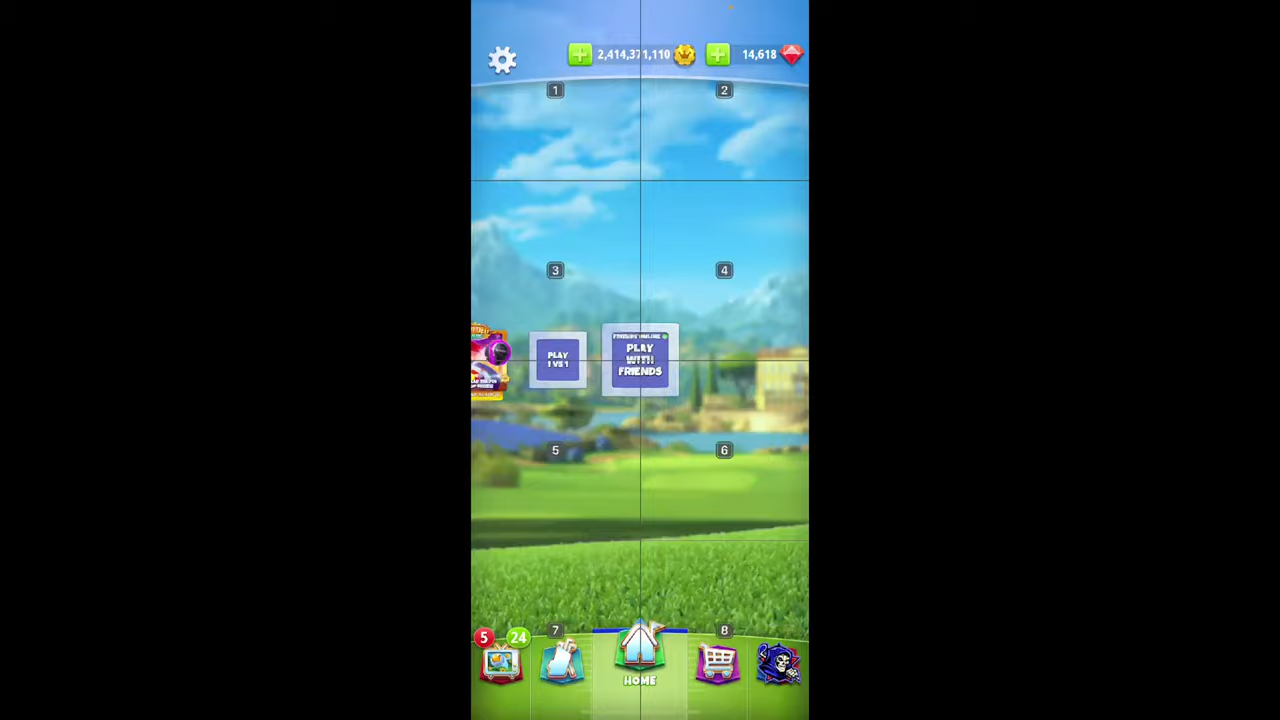 2,414,371,110
14,618
1
2
3
4
PLAY
1 VS 1
PLAY
WITH
FRIENDS
5
6
7
8
5
24
HOME